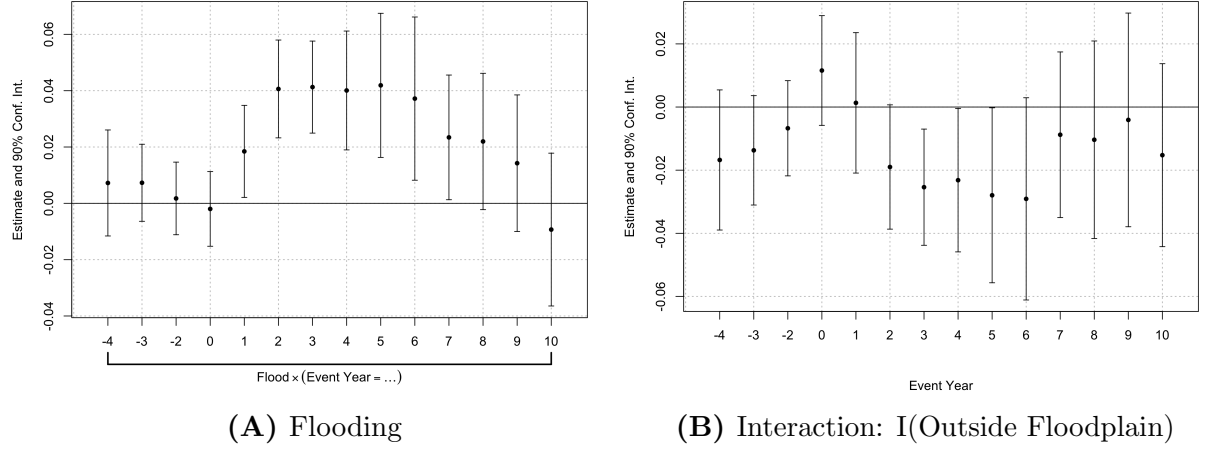 Estimate and 90% Conf. Int.
0.06
0.04
0.02
0.00
-0.02
-0.04
-4 -3 -2 0 1 2 3 4 5 6 7 8 9 10
Flood × (Event Year = ...)
(A) Flooding
Estimate and 90% Conf. Int.
0.02
0.00
-0.02
-0.04
-0.06
-4 -3 -2 0 1 2 3 4 5 6 7 8 9 10
Event Year
(B) Interaction: I(Outside Floodplain)